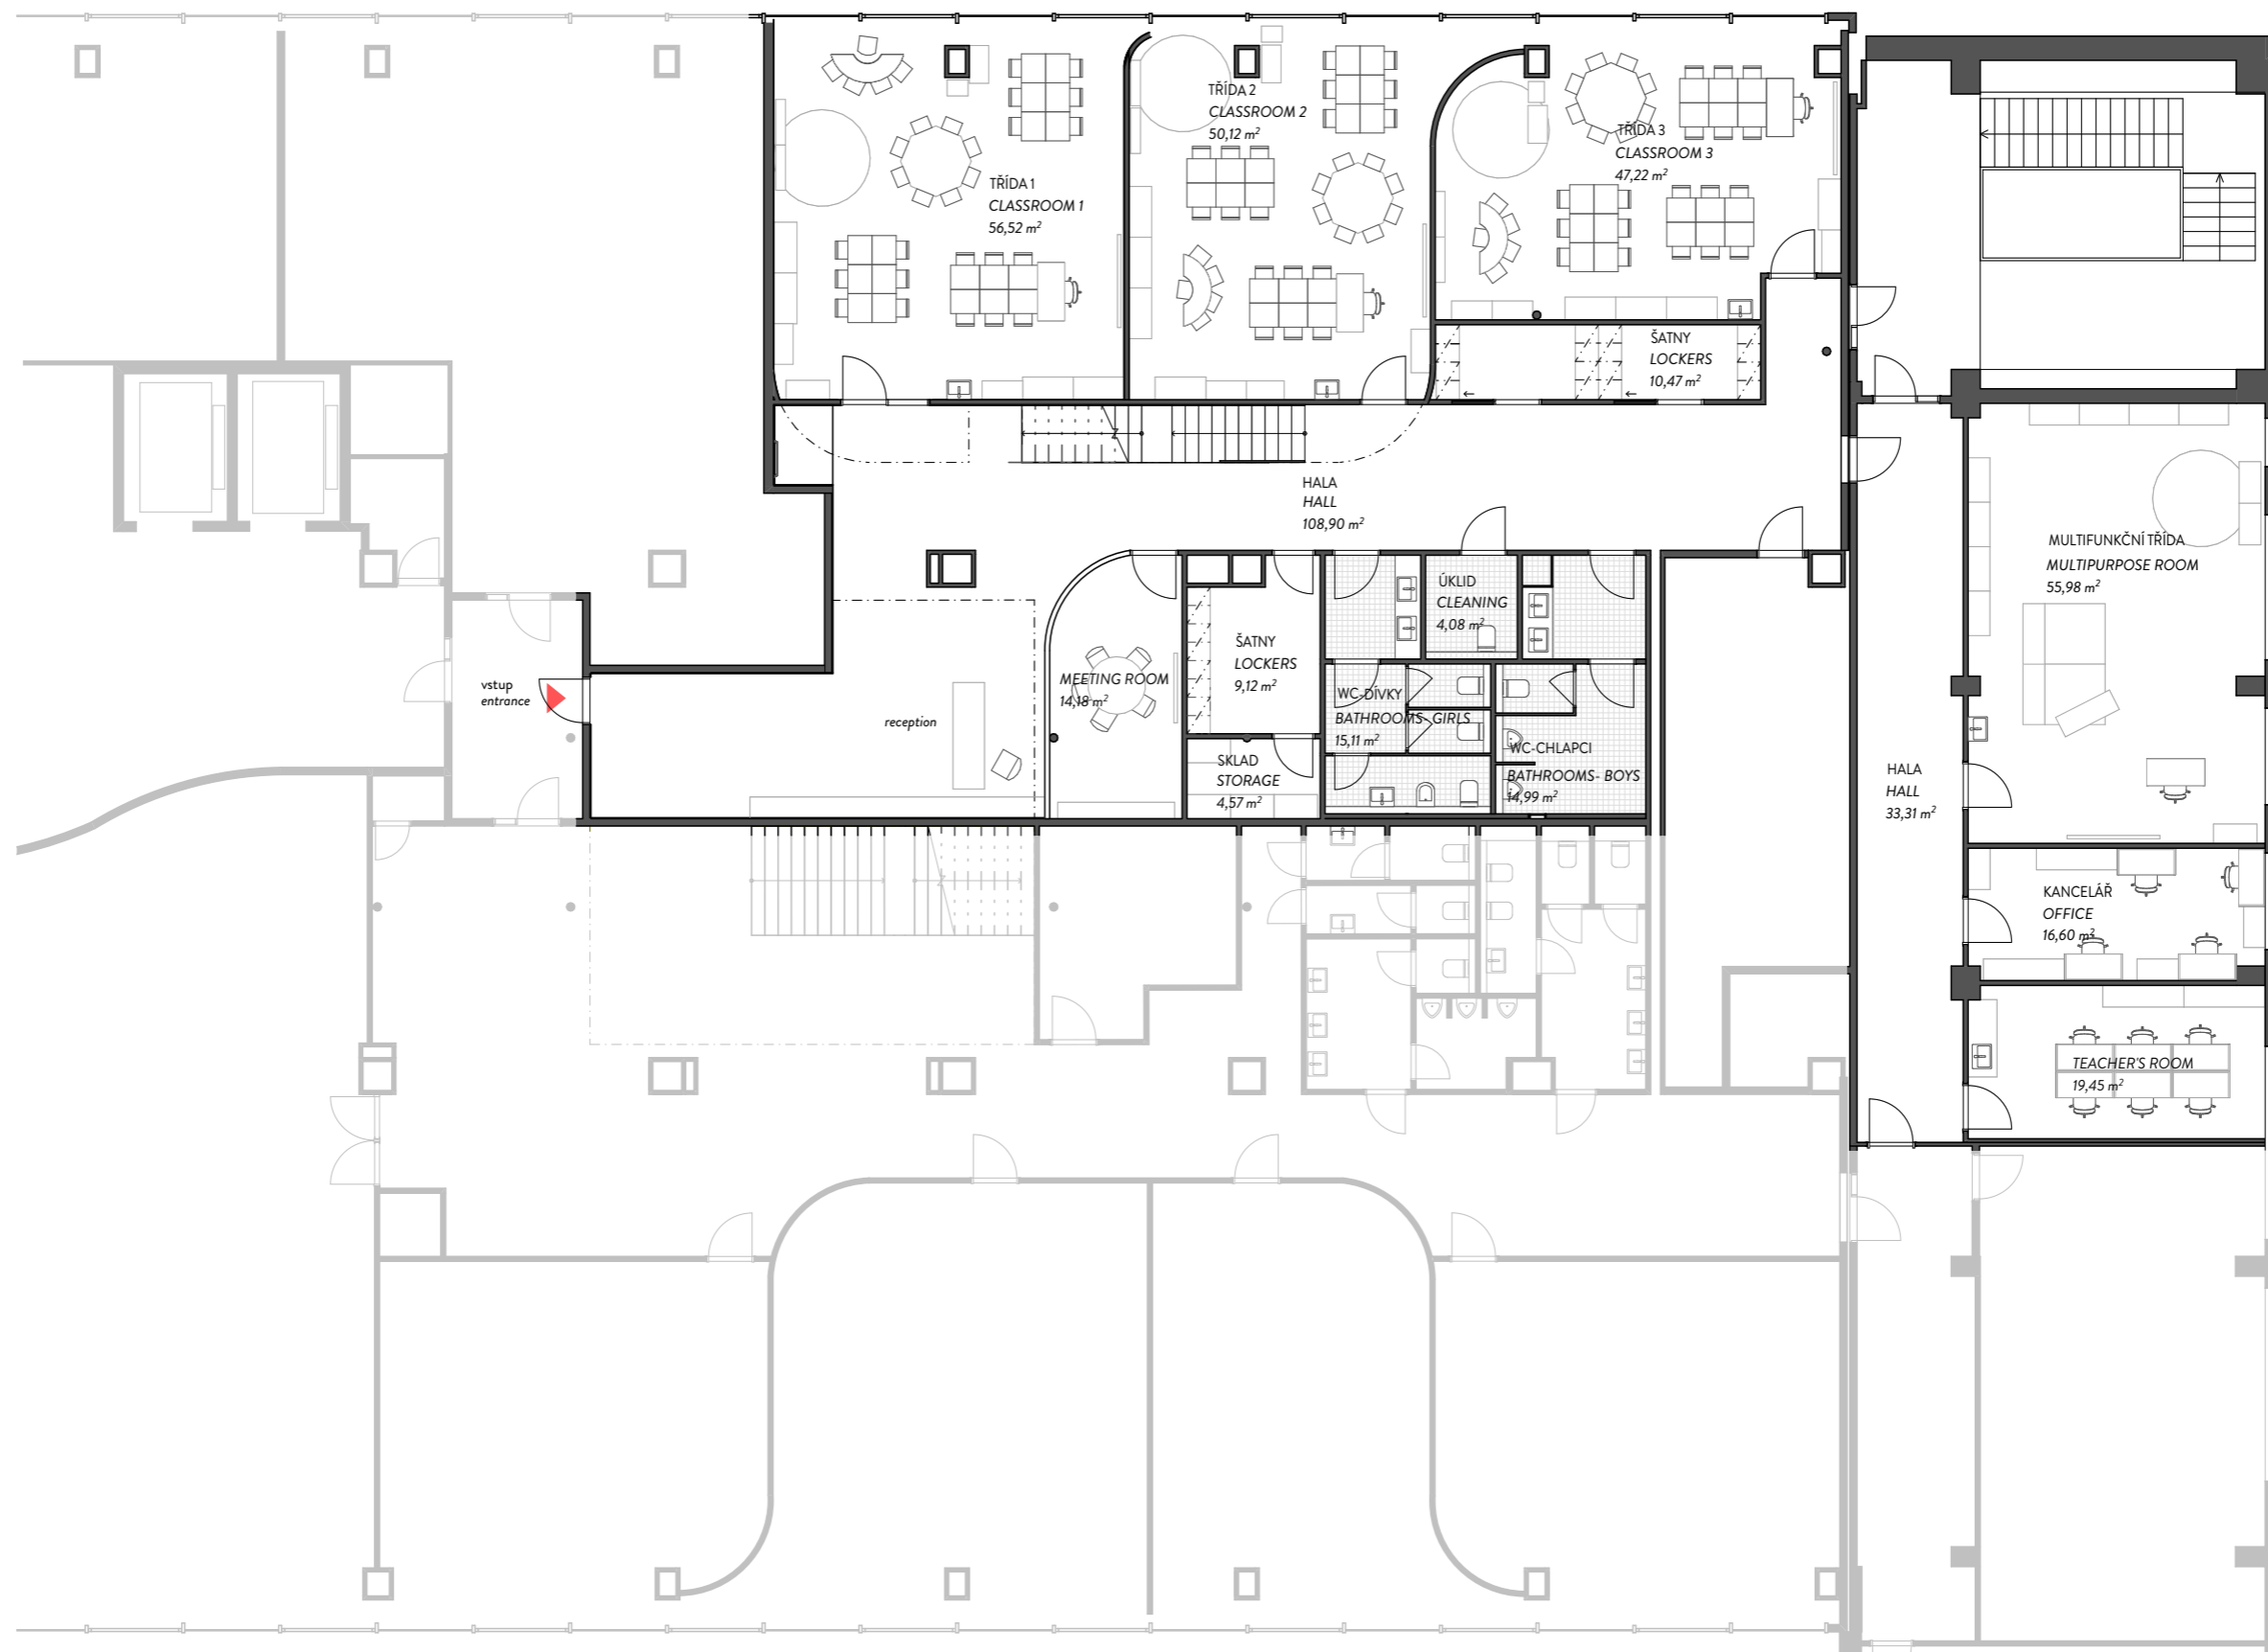 TŘÍDA 1
CLASSROOM 1
56,52 m²
TŘÍDA 2
CLASSROOM 2
50,12 m²
TŘÍDA 3
CLASSROOM 3
47,22 m²
ŠATNY
LOCKERS
10,47 m²
HALA
HALL
108,90 m²
MULTIFUNKČNÍ TŘÍDA
MULTIPURPOSE ROOM
55,98 m²
ÚKLID
CLEANING
4,08 m²
ŠATNY
LOCKERS
9,12 m²
MEETING ROOM
14,18 m²
vstup
entrance
reception
WC-DÍVKY
BATHROOMS- GIRLS
15,11 m²
WC-CHLAPCI
BATHROOMS- BOYS
14,99 m²
SKLAD
STORAGE
4,57 m²
HALA
HALL
33,31 m²
KANCELÁŘ
OFFICE
16,60 m²
TEACHER'S ROOM
19,45 m²